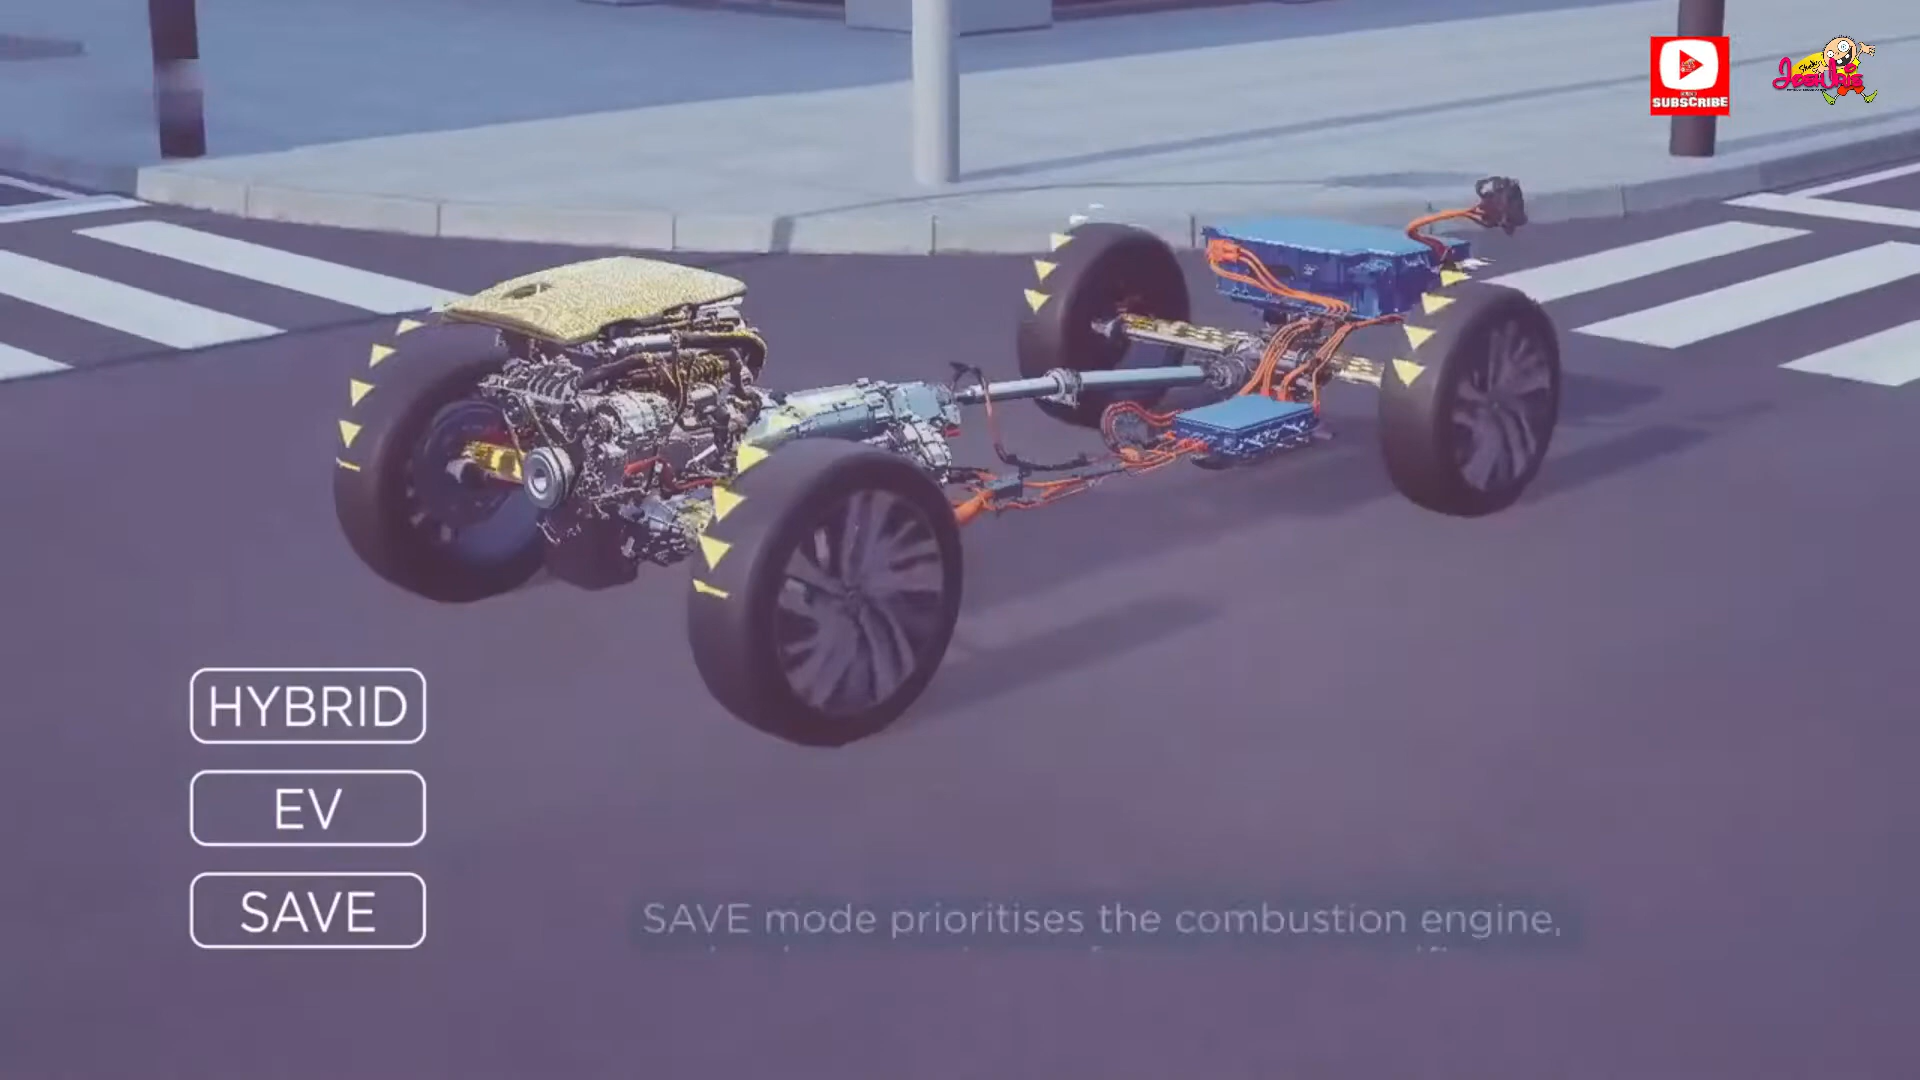 SUBSCRIBE
HYBRID
EV
SAVE
SAVE mode prioritises the combustion engine,